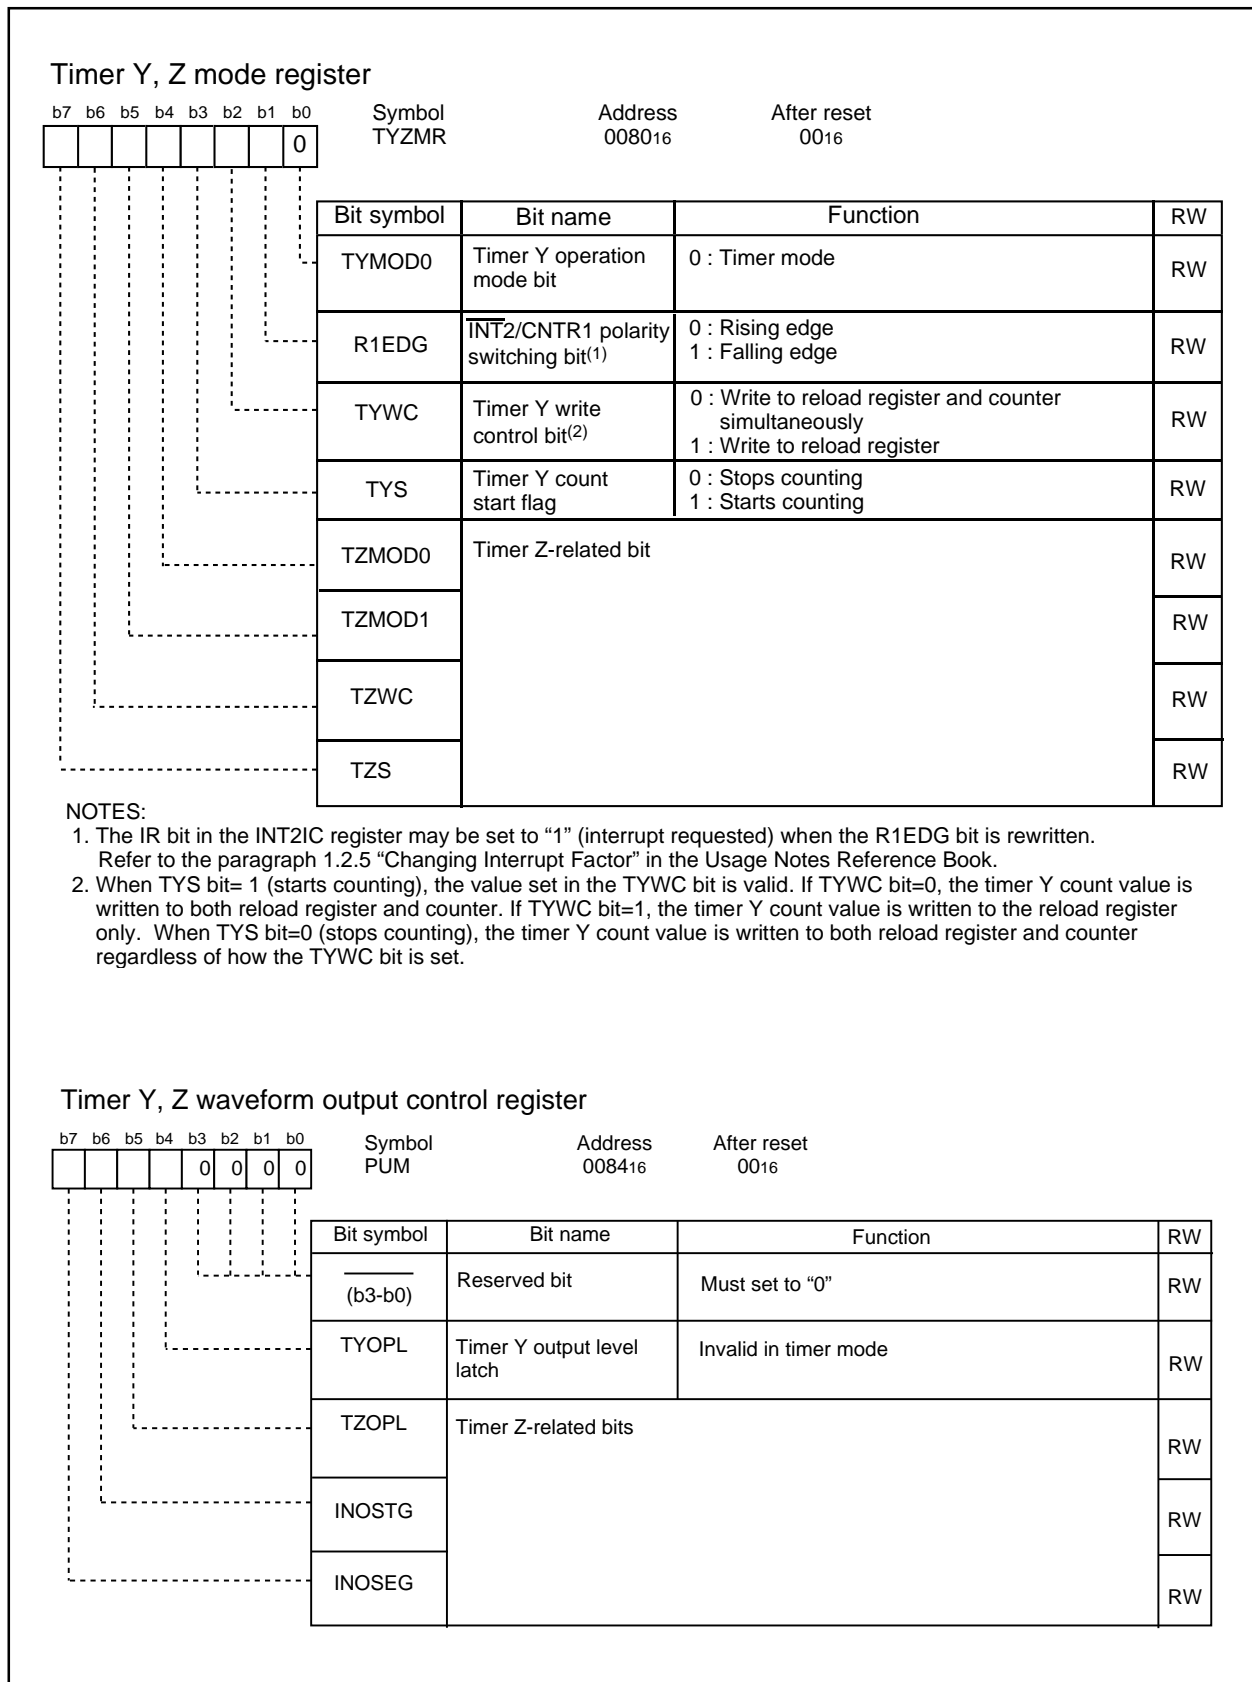 Timer Y, Z mode register
b7 b6 b5 b4 b3 b2 b1 b0
0
Symbol Address After reset
TYZMR 008016 0016
Bit symbol Bit name Function RW
TYMOD0 Timer Y operation mode bit 0 : Timer mode RW
R1EDG INT2/CNTR1 polarity switching bit(1) 0 : Rising edge
1 : Falling edge RW
TYWC Timer Y write control bit(2) 0 : Write to reload register and counter simultaneously
1 : Write to reload register RW
TYS Timer Y count start flag 0 : Stops counting
1 : Starts counting RW
TZMOD0 Timer Z-related bit RW
TZMOD1 RW
TZWC RW
TZS RW
NOTES:
1. The IR bit in the INT2IC register may be set to “1” (interrupt requested) when the R1EDG bit is rewritten.
Refer to the paragraph 1.2.5 “Changing Interrupt Factor” in the Usage Notes Reference Book.
2. When TYS bit= 1 (starts counting), the value set in the TYWC bit is valid. If TYWC bit=0, the timer Y count value is
written to both reload register and counter. If TYWC bit=1, the timer Y count value is written to the reload register
only. When TYS bit=0 (stops counting), the timer Y count value is written to both reload register and counter
regardless of how the TYWC bit is set.
Timer Y, Z waveform output control register
b7 b6 b5 b4 b3 b2 b1 b0
0 0 0 0
Symbol Address After reset
PUM 008416 0016
Bit symbol Bit name Function RW
(b3-b0) Reserved bit Must set to “0” RW
TYOPL Timer Y output level latch Invalid in timer mode RW
TZOPL Timer Z-related bits RW
INOSTG RW
INOSEG RW